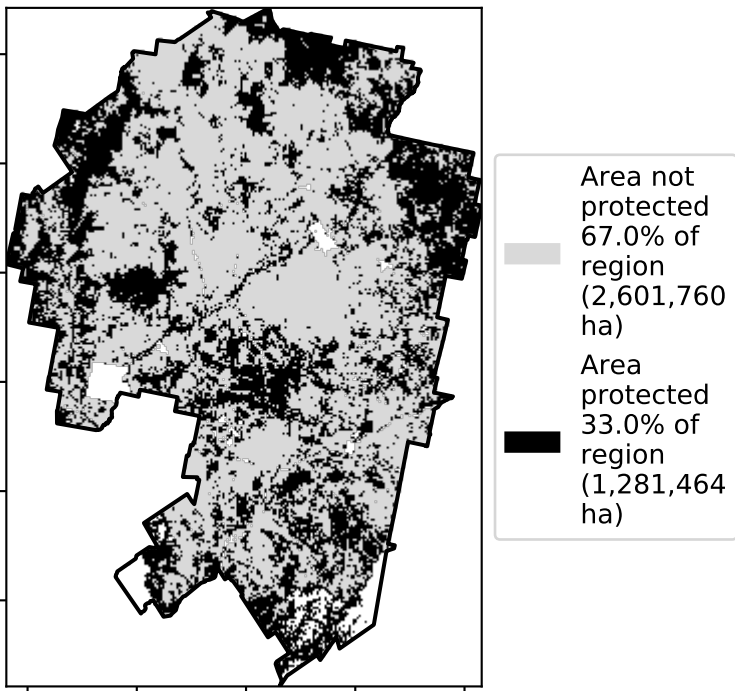 Area not
protected
67.0% of
region
(2,601,760
ha)
Area
protected
33.0% of
region
(1,281,464
ha)